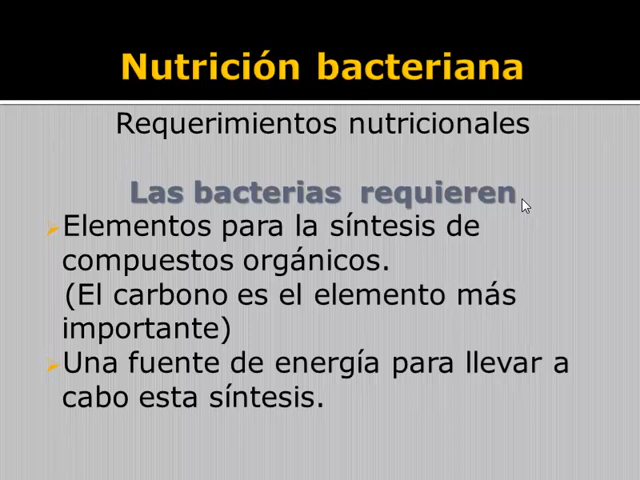 Nutrición bacteriana
Requerimientos nutricionales
Las bacterias requieren
Elementos para la síntesis de
compuestos orgánicos.
(El carbono es el elemento más
importante)
Una fuente de energía para llevar a
cabo esta síntesis.